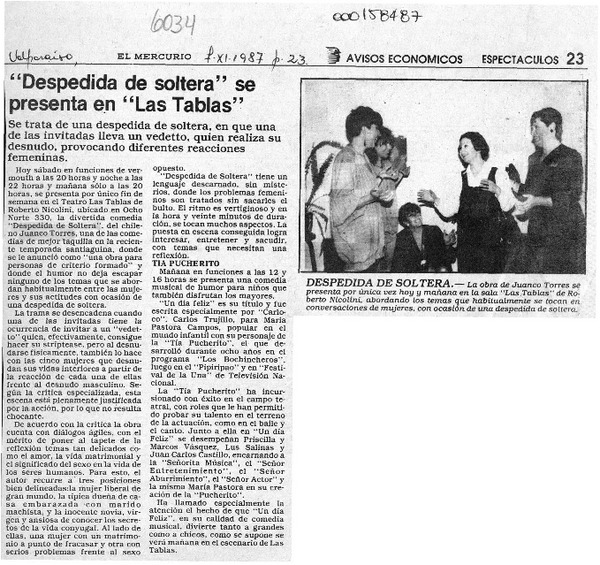 6034
000158487
Valparaíso,
EL MERCURIO
7-XI-1987 p. 23
AVISOS ECONOMICOS
ESPECTACULOS 23
“Despedida de soltera” se
presenta en “Las Tablas”
Se trata de una despedida de soltera, en que una
de las invitadas lleva un vedetto, quien realiza su
desnudo, provocando diferentes reacciones
femeninas.
Hoy sábado en funciones de ver-
mouth a las 20 horas y noche a las
22 horas y mañana sólo a las 20
horas, se presenta por único fin de
semana en el Teatro Las Tablas de
Roberto Nicolini, ubicado en Ocho
Norte 330, la divertida comedia
“Despedida de Soltera”, del chile-
no Juanco Torres, una de las come-
dias de mejor taquilla en la recien-
te temporada santiaguina, donde
se le anunció como “una obra para
personas de criterio formado” y
donde el humor no deja escapar
ninguno de los temas que se abor-
dan habitualmente entre las muje-
res y sus actitudes con ocasión de
una despedida de soltera.
La trama se desencadena cuando
una de las invitadas tiene la
ocurrencia de invitar a un “vedet-
to” quien, efectivamente, consigue
hacer su striptease, pero al desnu-
darse físicamente, también lo hace
con las cinco mujeres que desnu-
dan sus vidas interiores a partir de
la reacción de cada una de ellas
frente al desnudo masculino. Se-
gún la crítica especializada, esta
escena está plenamente justificada
por la acción, por lo que no resulta
chocante.
De acuerdo con la crítica la obra
cuenta con diálogos ágiles, con el
mérito de poner al tapete de la
reflexión temas tan delicados co-
mo el amor, la vida matrimonial y
el significado del sexo en la vida de
los seres humanos. Para esto, el
autor recurre a tres posiciones
bien delineadas: la mujer liberal de
gran mundo, la típica dueña de ca-
sa embarazada con marido
machista, y la inocente novia, vir-
gen y ansiosa de conocer los secre-
tos de la vida conyugal. Al lado de
ellas, una mujer con un matrimo-
nio a punto de fracasar y otra con
serios problemas frente al sexo
opuesto.
“Despedida de Soltera” tiene un
lenguaje descarnado, sin miste-
rios, donde los problemas femeni-
nos son tratados sin sacarles el
bulto. El ritmo es vertiginoso y en
la hora y veinte minutos de dura-
ción, se tocan muchos aspectos. La
puesta en escena conseguida logra
interesar, entretener y sacudir,
con temas que necesitan una
reflexión.
TIA PUCHERITO
Mañana en funciones a las 12 y
16 horas se presenta una comedia
musical de humor para niños que
también disfrutan los mayores.
“Un día feliz” es su título y fue
escrita especialmente por “Carlo-
co”, Carlos Trujillo, para María
Pastora Campos, popular en el
mundo infantil con su personaje de
la “Tía Pucherito”, el que de-
sarrolló durante ocho años en el
programa “Los Bochincheros”,
luego en el “Pipiripao” y en “Festi-
val de la Una” de Televisión Na-
cional.
La “Tía Pucherito” ha incur-
sionado con éxito en el campo tea-
tral, con roles que le han permiti-
do probar su talento en el terreno
de la actuación, como en el baile y
el canto. Junto a ella en “Un día
Feliz” se desempeñan Priscilla y
Marcos Vásquez, Lus Salinas y
Juan Carlos Castillo, encarnando a
la “Señorita Música”, el “Señor
Entretenimiento”, el “Señor
Aburrimiento”, el “Señor Actor” y
la misma María Pastora en su cre-
ación de la “Pucherito”.
Ha llamado especialmente la
atención el hecho de que “Un día
Feliz”, en su calidad de comedia
musical, divierte tanto a grandes
como a chicos, como se supone se
verá mañana en el escenario de Las
Tablas.
DESPEDIDA DE SOLTERA.— La obra de Juanco Torres se
presenta por única vez hoy y mañana en la sala “Las Tablas” de Ro-
berto Nicolini, abordando los temas que habitualmente se tocan en
conversaciones de mujeres, con ocasión de una despedida de soltera.